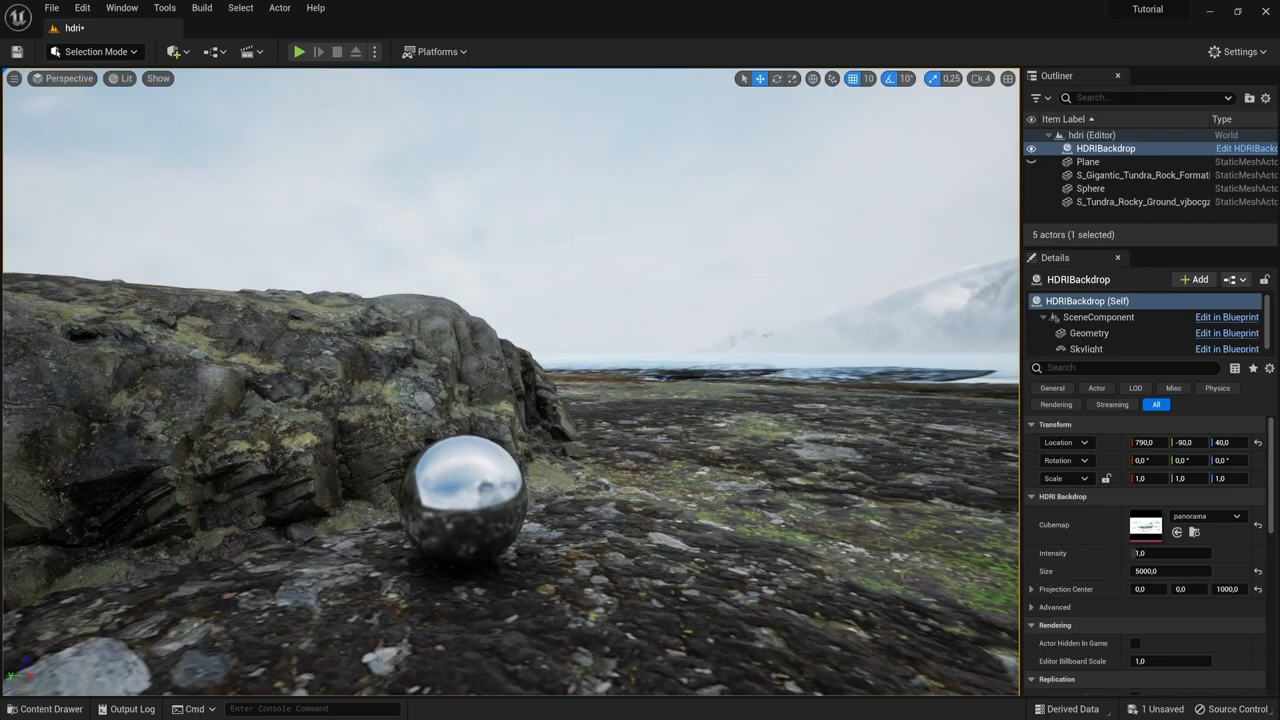 File Edit Window Tools Build Select Actor Help
Tutorial
hdri•
Selection Mode
Platforms
Settings
Perspective Lit Show
10 10° 0,25 4
Outliner
Search...
Item Label Type
hdri (Editor) World
HDRIBackdrop Edit HDRIBackd
Plane StaticMeshActo
S_Gigantic_Tundra_Rock_Formati StaticMeshActo
Sphere StaticMeshActo
S_Tundra_Rocky_Ground_vjbocgz StaticMeshActo
5 actors (1 selected)
Details
HDRIBackdrop
Add
HDRIBackdrop (Self)
SceneComponent Edit in Blueprint
Geometry Edit in Blueprint
Skylight Edit in Blueprint
Search
General Actor LOD Misc Physics
Rendering Streaming All
Transform
Location 790,0 -90,0 40,0
Rotation 0,0 ° 0,0 ° 0,0 °
Scale 1,0 1,0 1,0
HDRI Backdrop
Cubemap panorama
Intensity 1,0
Size 5000,0
Projection Center 0,0 0,0 1000,0
Advanced
Rendering
Actor Hidden In Game
Editor Billboard Scale 1,0
Replication
Content Drawer Output Log Cmd Enter Console Command Derived Data 1 Unsaved Source Control